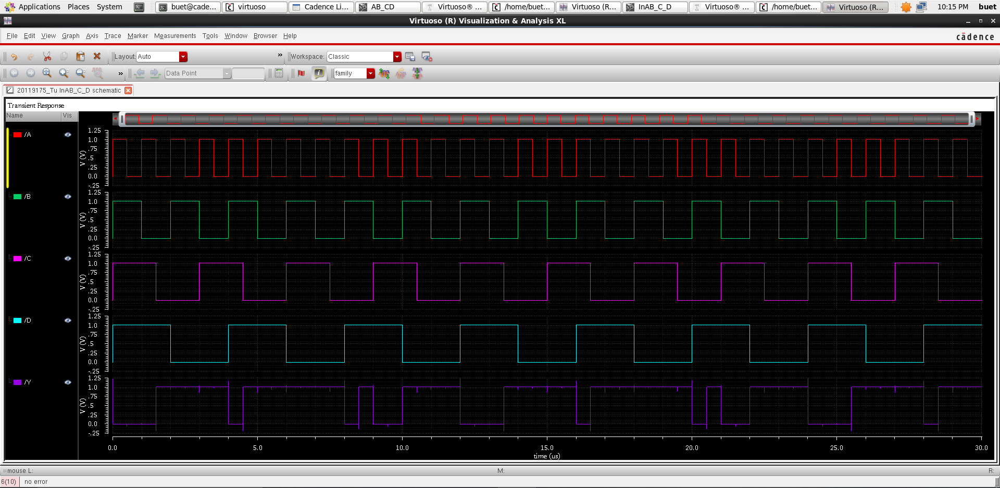 Applications Places System buet@cade... virtuoso Cadence Li... AB_CD Virtuoso® ... /home/buet... Virtuoso (R... InAB_C_D Virtuoso® ... /home/buet... Virtuoso (R... 10:15 PM buet
Virtuoso (R) Visualization & Analysis XL
File Edit View Graph Axis Trace Marker Measurements Tools Window Browser Help cādence
Layout: Auto » Workspace: Classic
» Data Point family
20119175_Tu InAB_C_D schematic
Transient Response
Name Vis
/A
V (V)
1.25
1.0
.75
.5
.25
0.0
-.25
/B
V (V)
1.25
1.0
.75
.5
.25
0.0
-.25
/C
V (V)
1.25
1.0
.75
.5
.25
0.0
-.25
/D
V (V)
1.25
1.0
.75
.5
.25
0.0
-.25
/Y
V (V)
1.25
1.0
.75
.5
.25
0.0
-.25
0.0 5.0 10.0 15.0 20.0 25.0 30.0
time (us)
mouse L: M: R:
6(10) no error